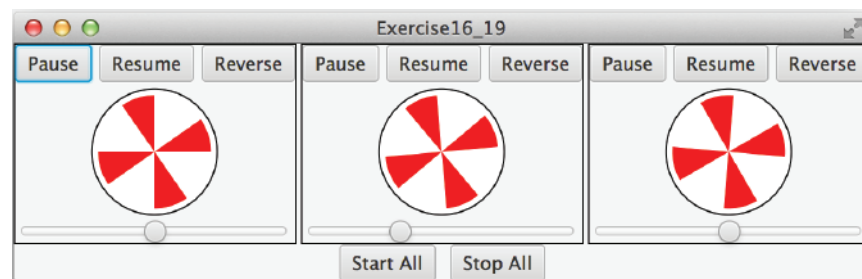 Exercise16_19
Pause Resume Reverse Pause Resume Reverse Pause Resume Reverse
Start All Stop All